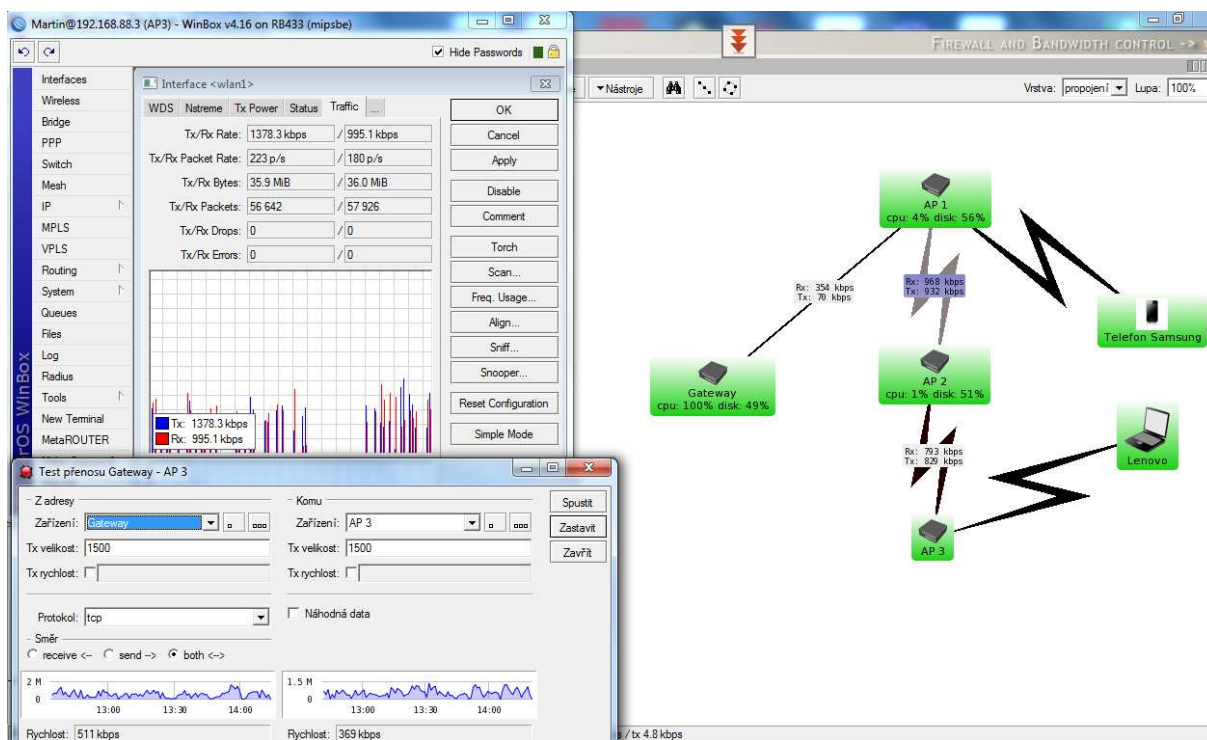 Martin@192.168.88.3 (AP3) - WinBox v4.16 on RB433 (mipsbe)
Hide Passwords
Interfaces
Wireless
Bridge
PPP
Switch
Mesh
IP
MPLS
VPLS
Routing
System
Queues
Files
Log
Radius
Tools
New Terminal
MetaROUTER
rOS WinBox
Interface <wlan1>
WDS Nstreme Tx Power Status Traffic ...
Tx/Rx Rate: 1378.3 kbps / 995.1 kbps
Tx/Rx Packet Rate: 223 p/s / 180 p/s
Tx/Rx Bytes: 35.9 MiB / 36.0 MiB
Tx/Rx Packets: 56 642 / 57 926
Tx/Rx Drops: 0 / 0
Tx/Rx Errors: 0 / 0
Tx: 1378.3 kbps
Rx: 995.1 kbps
OK
Cancel
Apply
Disable
Comment
Torch
Scan...
Freq. Usage...
Align...
Sniff...
Snooper...
Reset Configuration
Simple Mode
FIREWALL AND BANDWIDTH CONTROL ->
Nástroje
Vrstva: propojení Lupa: 100%
AP 1
cpu: 4% disk: 56%
Rx: 354 kbps
Tx: 70 kbps
Rx: 968 kbps
Tx: 932 kbps
Telefon Samsung
Gateway
cpu: 100% disk: 49%
AP 2
cpu: 1% disk: 51%
Rx: 793 kbps
Tx: 829 kbps
Lenovo
AP 3
Test přenosu Gateway - AP 3
Z adresy
Zařízení: Gateway
Tx velikost: 1500
Tx rychlost:
Komu
Zařízení: AP 3
Tx velikost: 1500
Tx rychlost:
Spustit
Zastavit
Zavřít
Protokol: tcp
Náhodná data
Směr
receive <-- send --> both <-->
2 M
0
13:00 13:30 14:00
1.5 M
0
13:00 13:30 14:00
Rychlost: 511 kbps
Rychlost: 369 kbps
/ tx 4.8 kbps